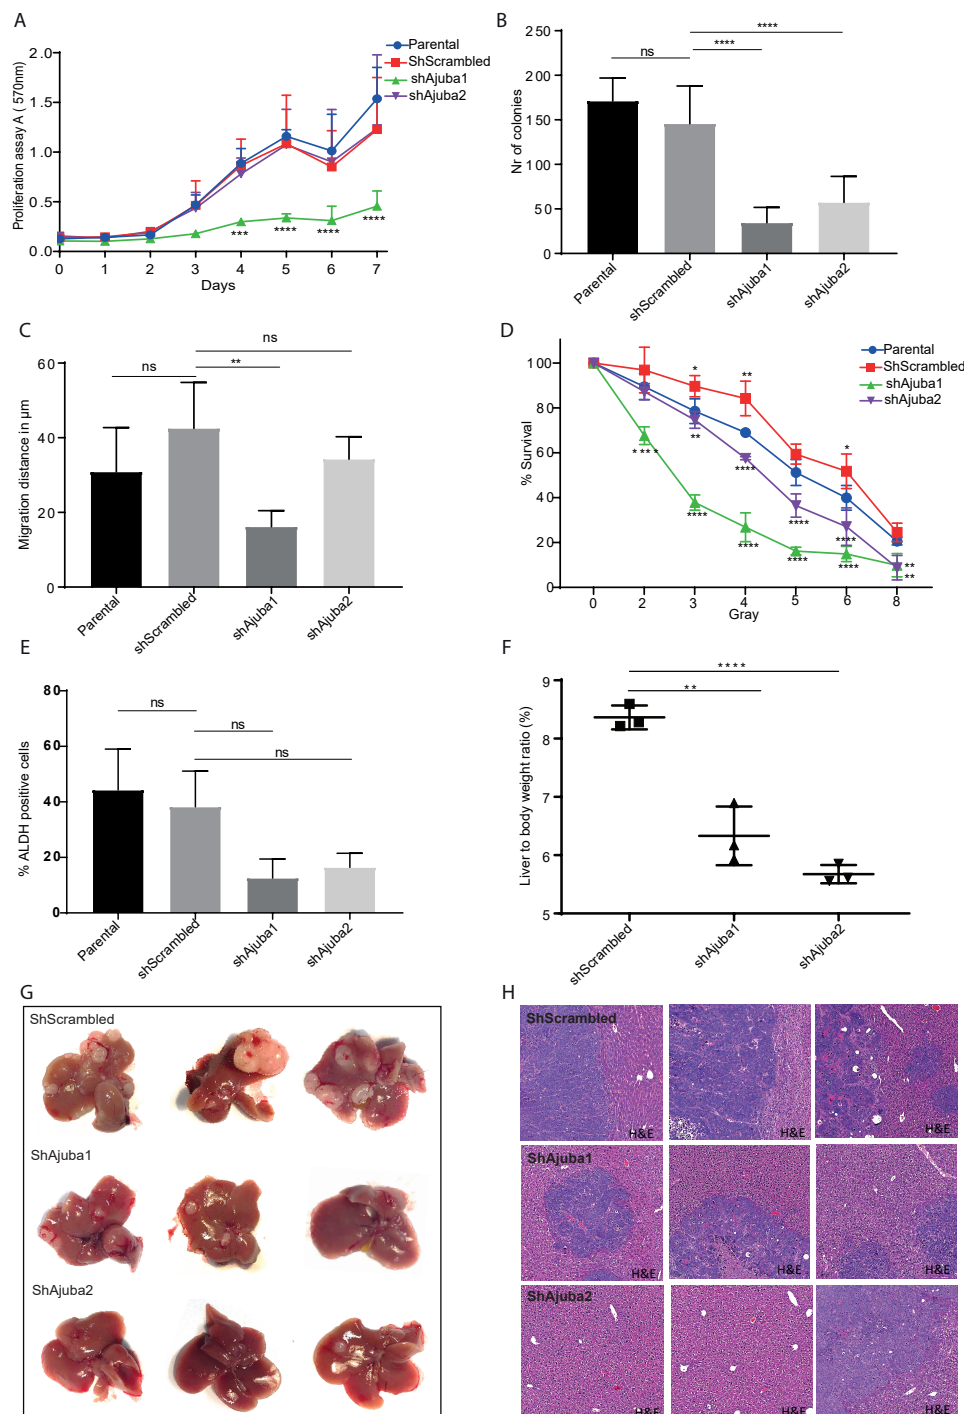 A
Proliferation assay A ( 570nm)
2.0
1.5
1.0
0.5
0.0
0 1 2 3 4 5 6 7
Days
Parental
ShScrambled
shAjuba1
shAjuba2
*** **** **** ****
B
Nr of colonies
250
200
150
100
50
0
ns
****
****
Parental
shScrambled
shAjuba1
shAjuba2
C
Migration distance in µm
60
40
20
0
ns
ns
**
Parental
shScrambled
shAjuba1
shAjuba2
D
% Survival
100
80
60
40
20
0
0 2 3 4 5 6 8
Gray
Parental
ShScrambled
shAjuba1
shAjuba2
* ** *
****
** **** **** ****
**** **** **** ****
**
**
E
% ALDH positive cells
80
60
40
20
0
ns
ns
ns
Parental
shScrambled
shAjuba1
shAjuba2
F
Liver to body weight ratio (%)
9
8
7
6
5
****
**
shScrambled
shAjuba1
shAjuba2
G
ShScrambled
ShAjuba1
ShAjuba2
H
ShScrambled
H&E H&E H&E
ShAjuba1
H&E H&E H&E
ShAjuba2
H&E H&E H&E